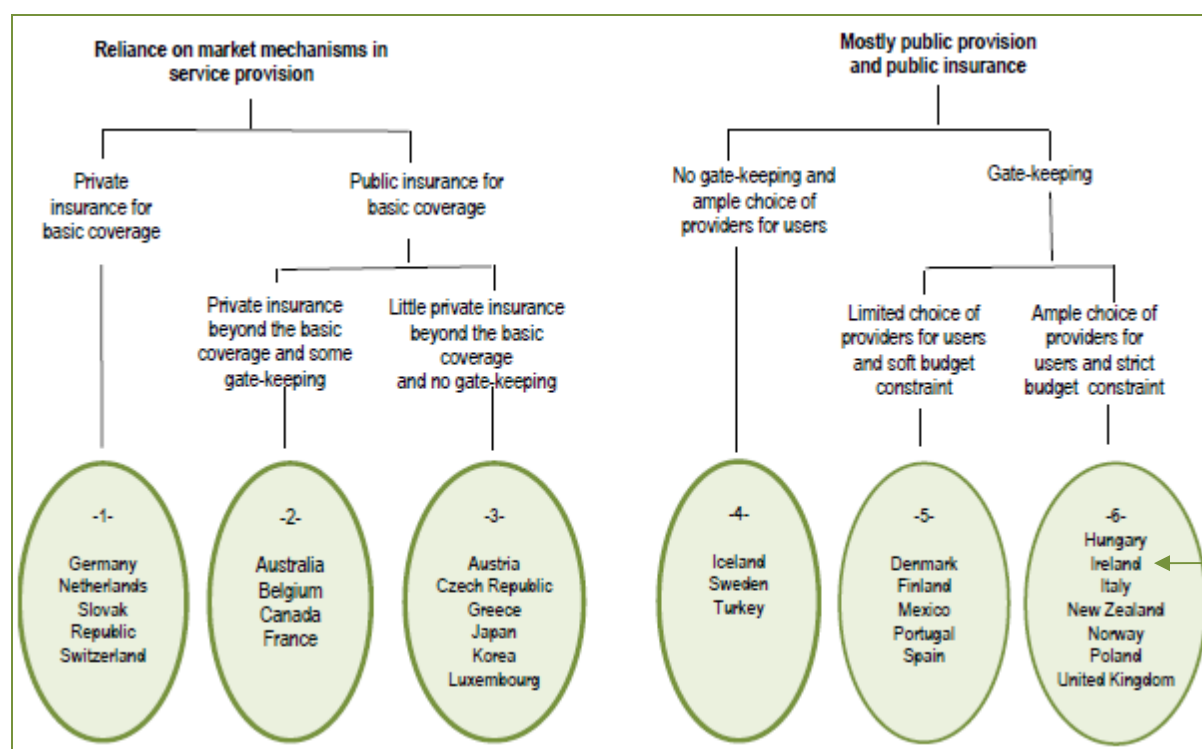 Reliance on market mechanisms in
service provision
Mostly public provision
and public insurance
Private
insurance for
basic coverage
Public insurance for
basic coverage
No gate-keeping and
ample choice of
providers for users
Gate-keeping
Private insurance
beyond the basic
coverage and some
gate-keeping
Little private insurance
beyond the basic
coverage
and no gate-keeping
Limited choice of
providers for users
and soft budget
constraint
Ample choice of
providers for
users and strict
budget constraint
-1-
Germany
Netherlands
Slovak
Republic
Switzerland
-2-
Australia
Belgium
Canada
France
-3-
Austria
Czech Republic
Greece
Japan
Korea
Luxembourg
-4-
Iceland
Sweden
Turkey
-5-
Denmark
Finland
Mexico
Portugal
Spain
-6-
Hungary
Ireland
Italy
New Zealand
Norway
Poland
United Kingdom